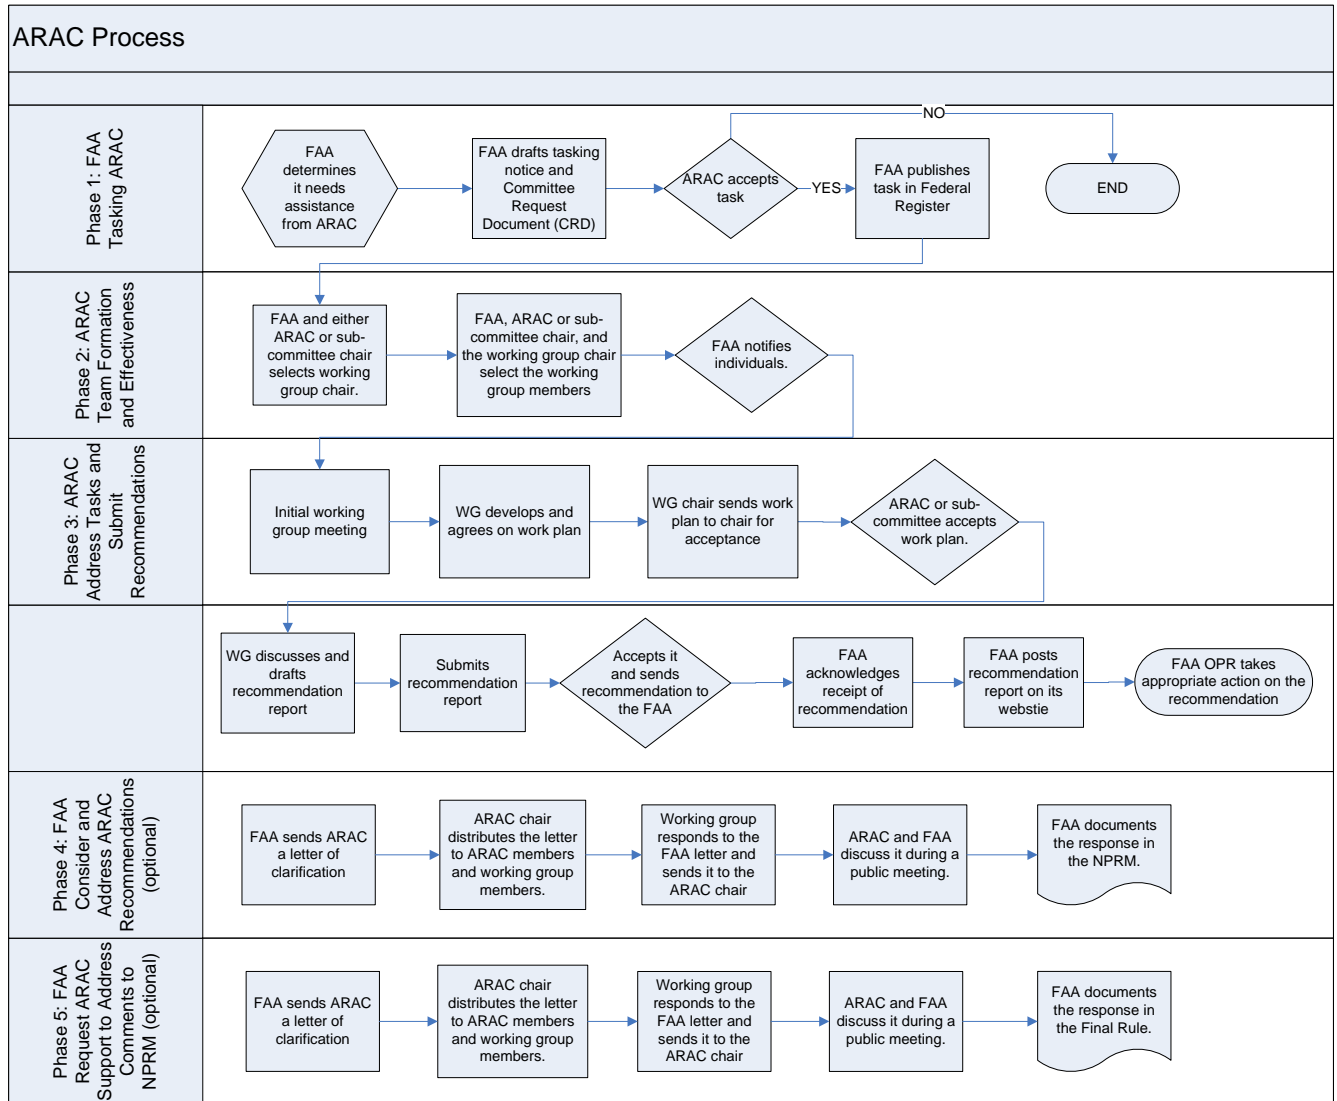 ARAC Process
Phase 1: FAA
Tasking ARAC
FAA
determines
it needs
assistance
from ARAC
FAA drafts tasking
notice and
Committee
Request
Document (CRD)
ARAC accepts
task
NO
YES
FAA publishes
task in Federal
Register
END
Phase 2: ARAC
Team Formation
and Effectiveness
FAA and either
ARAC or sub-
committee chair
selects working
group chair.
FAA, ARAC or sub-
committee chair, and
the working group chair
select the working
group members
FAA notifies
individuals.
Phase 3: ARAC
Address Tasks and
Submit
Recommendations
Initial working
group meeting
WG develops and
agrees on work plan
WG chair sends work
plan to chair for
acceptance
ARAC or sub-
committee accepts
work plan.
WG discusses and
drafts
recommendation
report
Submits
recommendation
report
Accepts it
and sends
recommendation to
the FAA
FAA
acknowledges
receipt of
recommendation
FAA posts
recommendation
report on its
webstie
FAA OPR takes
appropriate action on the
recommendation
Phase 4: FAA
Consider and
Address ARAC
Recommendations
(optional)
FAA sends ARAC
a letter of
clarification
ARAC chair
distributes the letter
to ARAC members
and working group
members.
Working group
responds to the
FAA letter and
sends it to the
ARAC chair
ARAC and FAA
discuss it during a
public meeting.
FAA documents
the response in
the NPRM.
Phase 5: FAA
Request ARAC
Support to Address
Comments to
NPRM (optional)
FAA sends ARAC
a letter of
clarification
ARAC chair
distributes the letter
to ARAC members
and working group
members.
Working group
responds to the
FAA letter and
sends it to the
ARAC chair
ARAC and FAA
discuss it during a
public meeting.
FAA documents
the response in
the Final Rule.